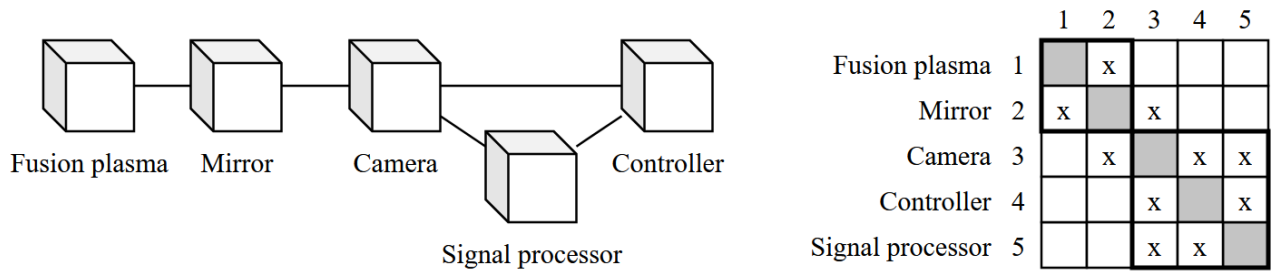 Fusion plasma
Mirror
Camera
Controller
Signal processor
1 2 3 4 5
Fusion plasma 1 x
Mirror 2 x x
Camera 3 x x x
Controller 4 x x
Signal processor 5 x x